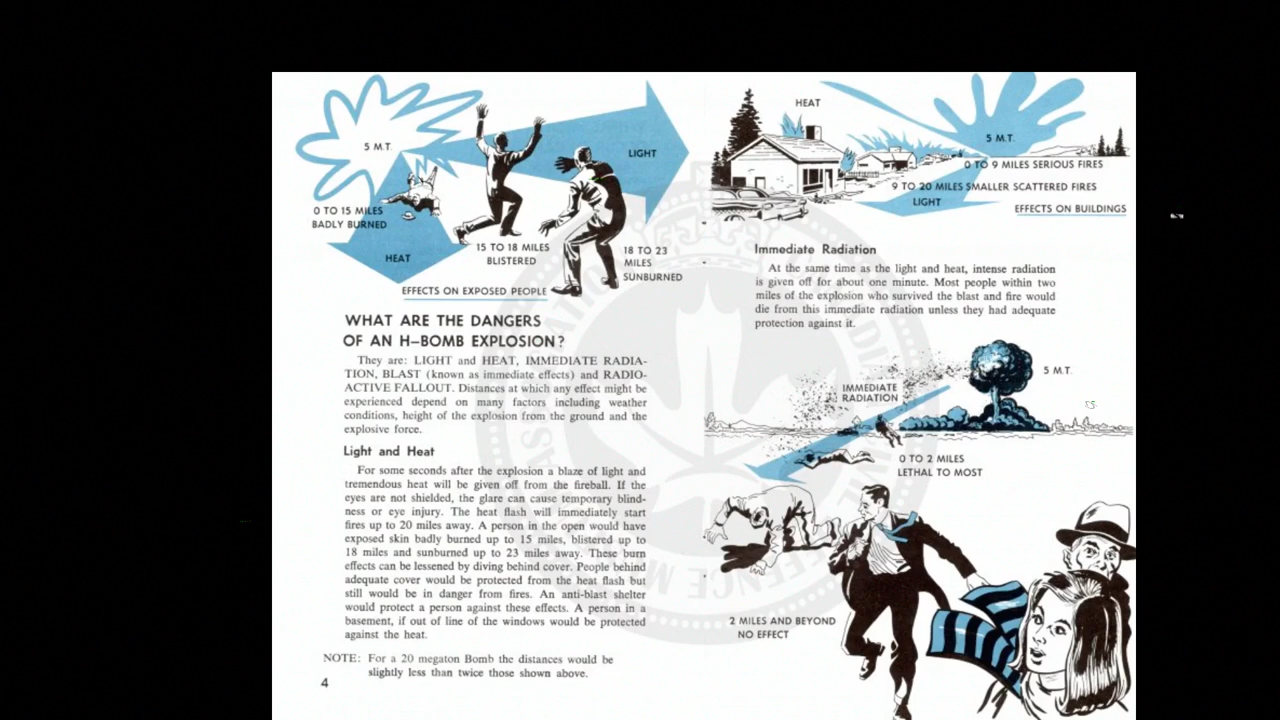 5 M.T.
LIGHT
0 TO 15 MILES
BADLY BURNED
HEAT
15 TO 18 MILES
BLISTERED
18 TO 23
MILES
SUNBURNED
EFFECTS ON EXPOSED PEOPLE
WHAT ARE THE DANGERS
OF AN H—BOMB EXPLOSION?
They are: LIGHT and HEAT, IMMEDIATE RADIA-
TION, BLAST (known as immediate effects) and RADIO-
ACTIVE FALLOUT. Distances at which any effect might be
experienced depend on many factors including weather
conditions, height of the explosion from the ground and the
explosive force.
Light and Heat
For some seconds after the explosion a blaze of light and
tremendous heat will be given off from the fireball. If the
eyes are not shielded, the glare can cause temporary blind-
ness or eye injury. The heat flash will immediately start
fires up to 20 miles away. A person in the open would have
exposed skin badly burned up to 15 miles, blistered up to
18 miles and sunburned up to 23 miles away. These burn
effects can be lessened by diving behind cover. People behind
adequate cover would be protected from the heat flash but
still would be in danger from fires. An anti-blast shelter
would protect a person against these effects. A person in a
basement, if out of line of the windows would be protected
against the heat.
NOTE: For a 20 megaton Bomb the distances would be
slightly less than twice those shown above.
4
HEAT
5 M.T.
0 TO 9 MILES SERIOUS FIRES
9 TO 20 MILES SMALLER SCATTERED FIRES
LIGHT
EFFECTS ON BUILDINGS
Immediate Radiation
At the same time as the light and heat, intense radiation
is given off for about one minute. Most people within two
miles of the explosion who survived the blast and fire would
die from this immediate radiation unless they had adequate
protection against it.
5 M.T.
IMMEDIATE
RADIATION
0 TO 2 MILES
LETHAL TO MOST
2 MILES AND BEYOND
NO EFFECT